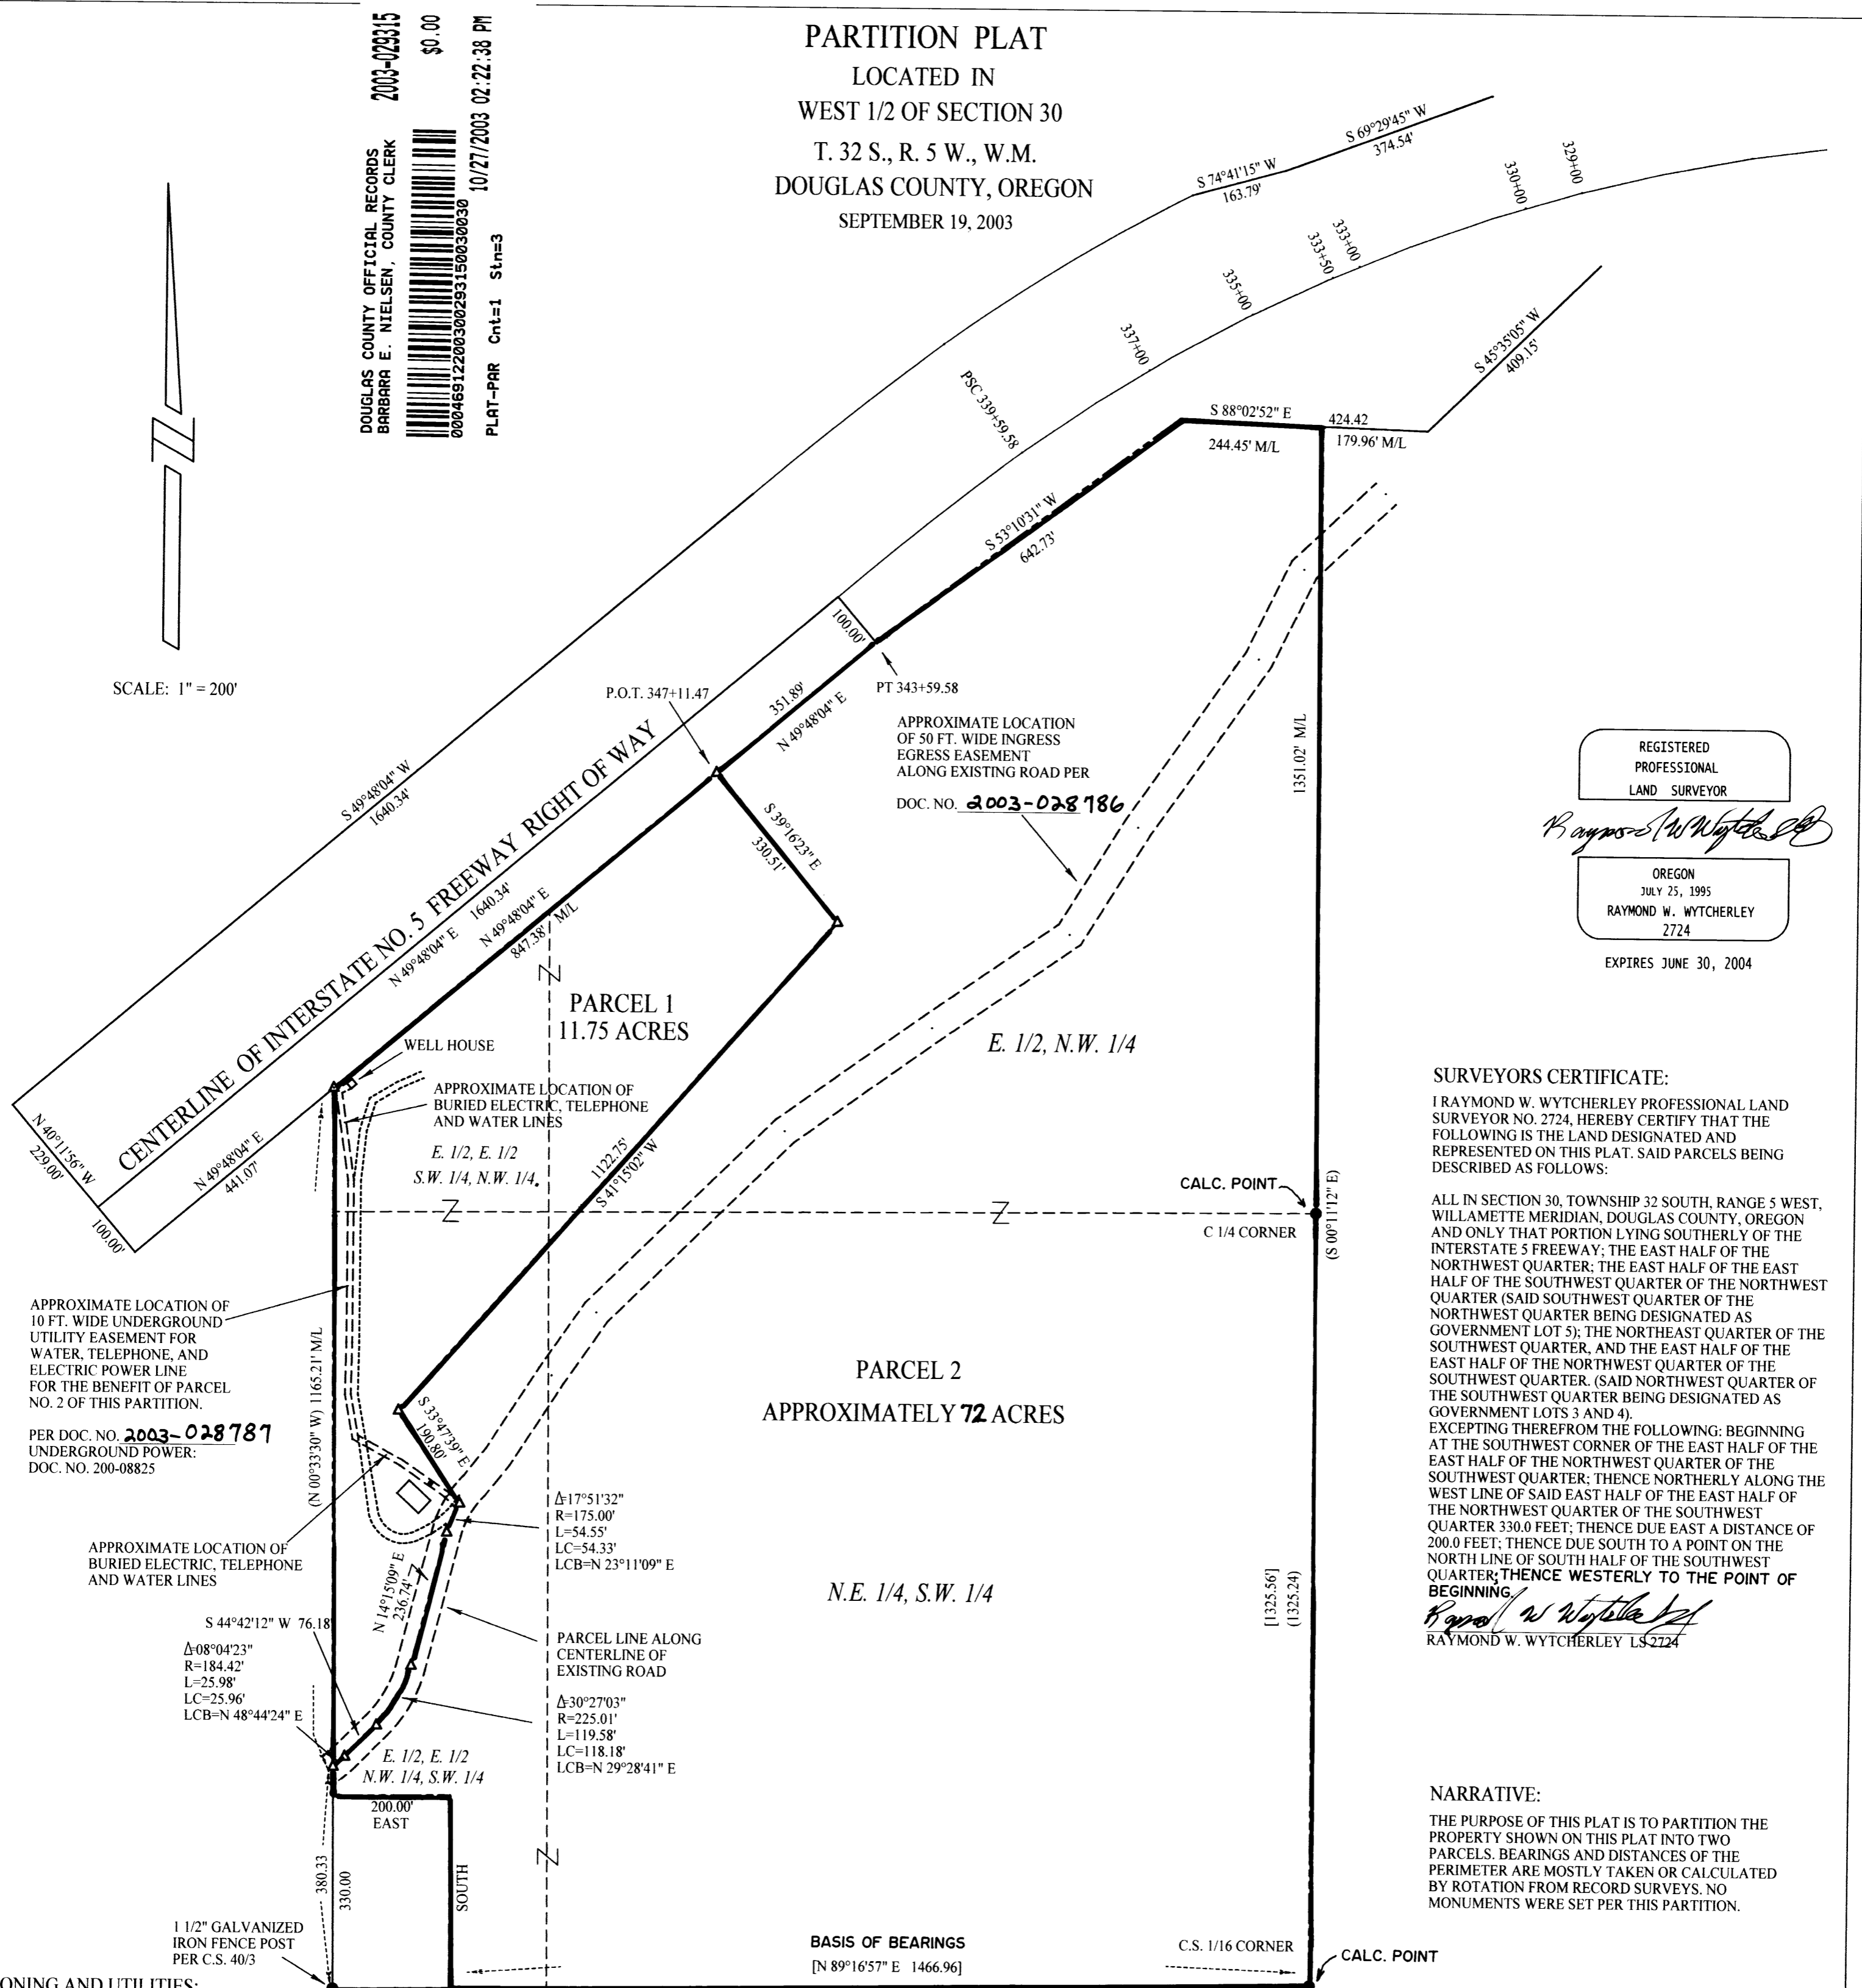 PARTITION PLAT
LOCATED IN
WEST 1/2 OF SECTION 30
T. 32 S., R. 5 W., W.M.
DOUGLAS COUNTY, OREGON
SEPTEMBER 19, 2003
DOUGLAS COUNTY OFFICIAL RECORDS
BARBARA E. NIELSEN, COUNTY CLERK
2003-029315
$0.00
00046912200300293150030030
10/27/2003 02:22:38 PM
PLAT-PAR Cnt=1 Stn=3
SCALE: 1" = 200'
S 69°29'45" W
374.54'
S 74°41'15" W
163.79'
329+00
330+00
333+00
333+50
335+00
337+00
PSC 339+59.58
S 45°35'05" W
409.15'
S 88°02'52" E
424.42
244.45' M/L
179.96' M/L
S 53°10'31" W
642.73'
100.00'
PT 343+59.58
P.O.T. 347+11.47
351.89'
N 49°48'04" E
APPROXIMATE LOCATION
OF 50 FT. WIDE INGRESS
EGRESS EASEMENT
ALONG EXISTING ROAD PER
DOC. NO. 2003-028786
1351.02' M/L
S 49°48'04" W
1640.34'
CENTERLINE OF INTERSTATE NO. 5 FREEWAY RIGHT OF WAY
N 49°48'04" E
1640.34'
N 49°48'04" E
847.38' M/L
S 39°16'23" E
330.51'
PARCEL 1
11.75 ACRES
WELL HOUSE
APPROXIMATE LOCATION OF
BURIED ELECTRIC, TELEPHONE
AND WATER LINES
E. 1/2, E. 1/2
S.W. 1/4, N.W. 1/4.
N 40°11'56" W
229.00'
N 49°48'04" E
441.07'
100.00'
1122.75'
S 41°15'02" W
E. 1/2, N.W. 1/4
CALC. POINT
C 1/4 CORNER
(S 00°11'12" E)
REGISTERED
PROFESSIONAL
LAND SURVEYOR
Raymond W Wytcherley
OREGON
JULY 25, 1995
RAYMOND W. WYTCHERLEY
2724
EXPIRES JUNE 30, 2004
SURVEYORS CERTIFICATE:
I RAYMOND W. WYTCHERLEY PROFESSIONAL LAND
SURVEYOR NO. 2724, HEREBY CERTIFY THAT THE
FOLLOWING IS THE LAND DESIGNATED AND
REPRESENTED ON THIS PLAT. SAID PARCELS BEING
DESCRIBED AS FOLLOWS:
ALL IN SECTION 30, TOWNSHIP 32 SOUTH, RANGE 5 WEST,
WILLAMETTE MERIDIAN, DOUGLAS COUNTY, OREGON
AND ONLY THAT PORTION LYING SOUTHERLY OF THE
INTERSTATE 5 FREEWAY; THE EAST HALF OF THE
NORTHWEST QUARTER; THE EAST HALF OF THE EAST
HALF OF THE SOUTHWEST QUARTER OF THE NORTHWEST
QUARTER (SAID SOUTHWEST QUARTER OF THE
NORTHWEST QUARTER BEING DESIGNATED AS
GOVERNMENT LOT 5); THE NORTHEAST QUARTER OF THE
SOUTHWEST QUARTER, AND THE EAST HALF OF THE
EAST HALF OF THE NORTHWEST QUARTER OF THE
SOUTHWEST QUARTER. (SAID NORTHWEST QUARTER OF
THE SOUTHWEST QUARTER BEING DESIGNATED AS
GOVERNMENT LOTS 3 AND 4).
EXCEPTING THEREFROM THE FOLLOWING: BEGINNING
AT THE SOUTHWEST CORNER OF THE EAST HALF OF THE
EAST HALF OF THE NORTHWEST QUARTER OF THE
SOUTHWEST QUARTER; THENCE NORTHERLY ALONG THE
WEST LINE OF SAID EAST HALF OF THE EAST HALF OF
THE NORTHWEST QUARTER OF THE SOUTHWEST
QUARTER 330.0 FEET; THENCE DUE EAST A DISTANCE OF
200.0 FEET; THENCE DUE SOUTH TO A POINT ON THE
NORTH LINE OF SOUTH HALF OF THE SOUTHWEST
QUARTER; THENCE WESTERLY TO THE POINT OF
BEGINNING.
Raymond W Wytcherley
RAYMOND W. WYTCHERLEY LS 2724
APPROXIMATE LOCATION OF
10 FT. WIDE UNDERGROUND
UTILITY EASEMENT FOR
WATER, TELEPHONE, AND
ELECTRIC POWER LINE
FOR THE BENEFIT OF PARCEL
NO. 2 OF THIS PARTITION.
PER DOC. NO. 2003-028787
UNDERGROUND POWER:
DOC. NO. 200-08825
(N 00°33'30" W) 1165.21' M/L
PARCEL 2
APPROXIMATELY 72 ACRES
S 33°47'39" E
190.80'
Δ=17°51'32"
R=175.00'
L=54.55'
LC=54.33'
LCB=N 23°11'09" E
APPROXIMATE LOCATION OF
BURIED ELECTRIC, TELEPHONE
AND WATER LINES
N 14°15'09" E
236.74'
N.E. 1/4, S.W. 1/4
[1325.56']
(1325.24)
S 44°42'12" W 76.18'
Δ=08°04'23"
R=184.42'
L=25.98'
LC=25.96'
LCB=N 48°44'24" E
PARCEL LINE ALONG
CENTERLINE OF
EXISTING ROAD
Δ=30°27'03"
R=225.01'
L=119.58'
LC=118.18'
LCB=N 29°28'41" E
E. 1/2, E. 1/2
N.W. 1/4, S.W. 1/4
200.00'
EAST
380.33
330.00
SOUTH
1 1/2" GALVANIZED
IRON FENCE POST
PER C.S. 40/3
BASIS OF BEARINGS
[N 89°16'57" E 1466.96]
C.S. 1/16 CORNER
CALC. POINT
NARRATIVE:
THE PURPOSE OF THIS PLAT IS TO PARTITION THE
PROPERTY SHOWN ON THIS PLAT INTO TWO
PARCELS. BEARINGS AND DISTANCES OF THE
PERIMETER ARE MOSTLY TAKEN OR CALCULATED
BY ROTATION FROM RECORD SURVEYS. NO
MONUMENTS WERE SET PER THIS PARTITION.
ONING AND UTILITIES: